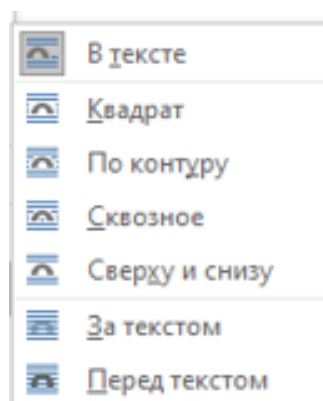 В тексте
Квадрат
По контуру
Сквозное
Сверху и снизу
За текстом
Перед текстом